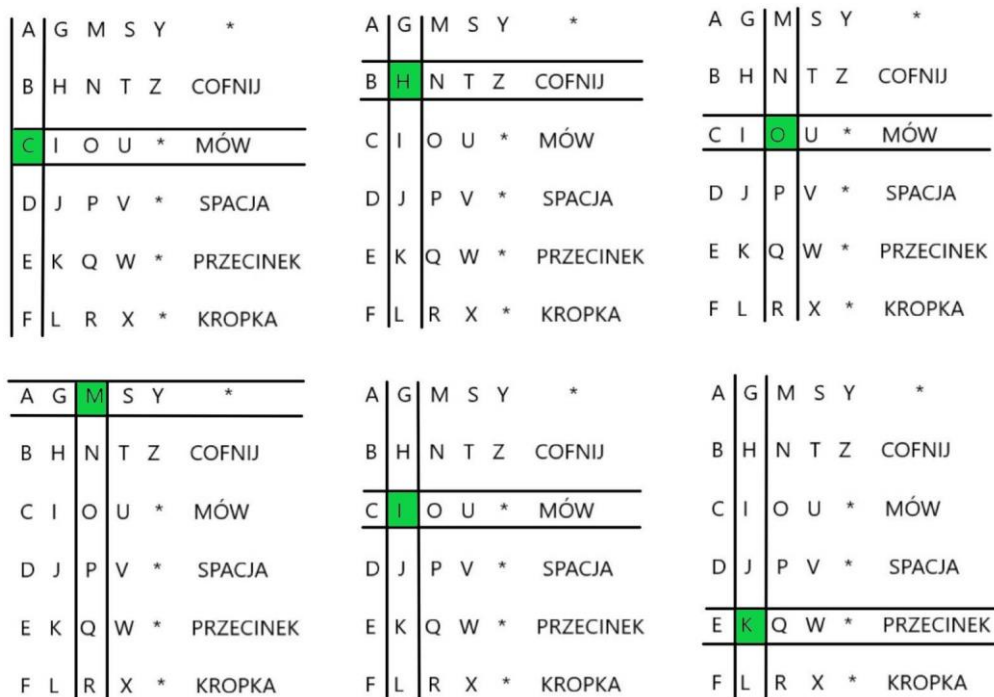 A G M S Y *
B H N T Z COFNIJ
C I O U * MÓW
D J P V * SPACJA
E K Q W * PRZECINEK
F L R X * KROPKA
A G M S Y *
B H N T Z COFNIJ
C I O U * MÓW
D J P V * SPACJA
E K Q W * PRZECINEK
F L R X * KROPKA
A G M S Y *
B H N T Z COFNIJ
C I O U * MÓW
D J P V * SPACJA
E K Q W * PRZECINEK
F L R X * KROPKA
A G M S Y *
B H N T Z COFNIJ
C I O U * MÓW
D J P V * SPACJA
E K Q W * PRZECINEK
F L R X * KROPKA
A G M S Y *
B H N T Z COFNIJ
C I O U * MÓW
D J P V * SPACJA
E K Q W * PRZECINEK
F L R X * KROPKA
A G M S Y *
B H N T Z COFNIJ
C I O U * MÓW
D J P V * SPACJA
E K Q W * PRZECINEK
F L R X * KROPKA